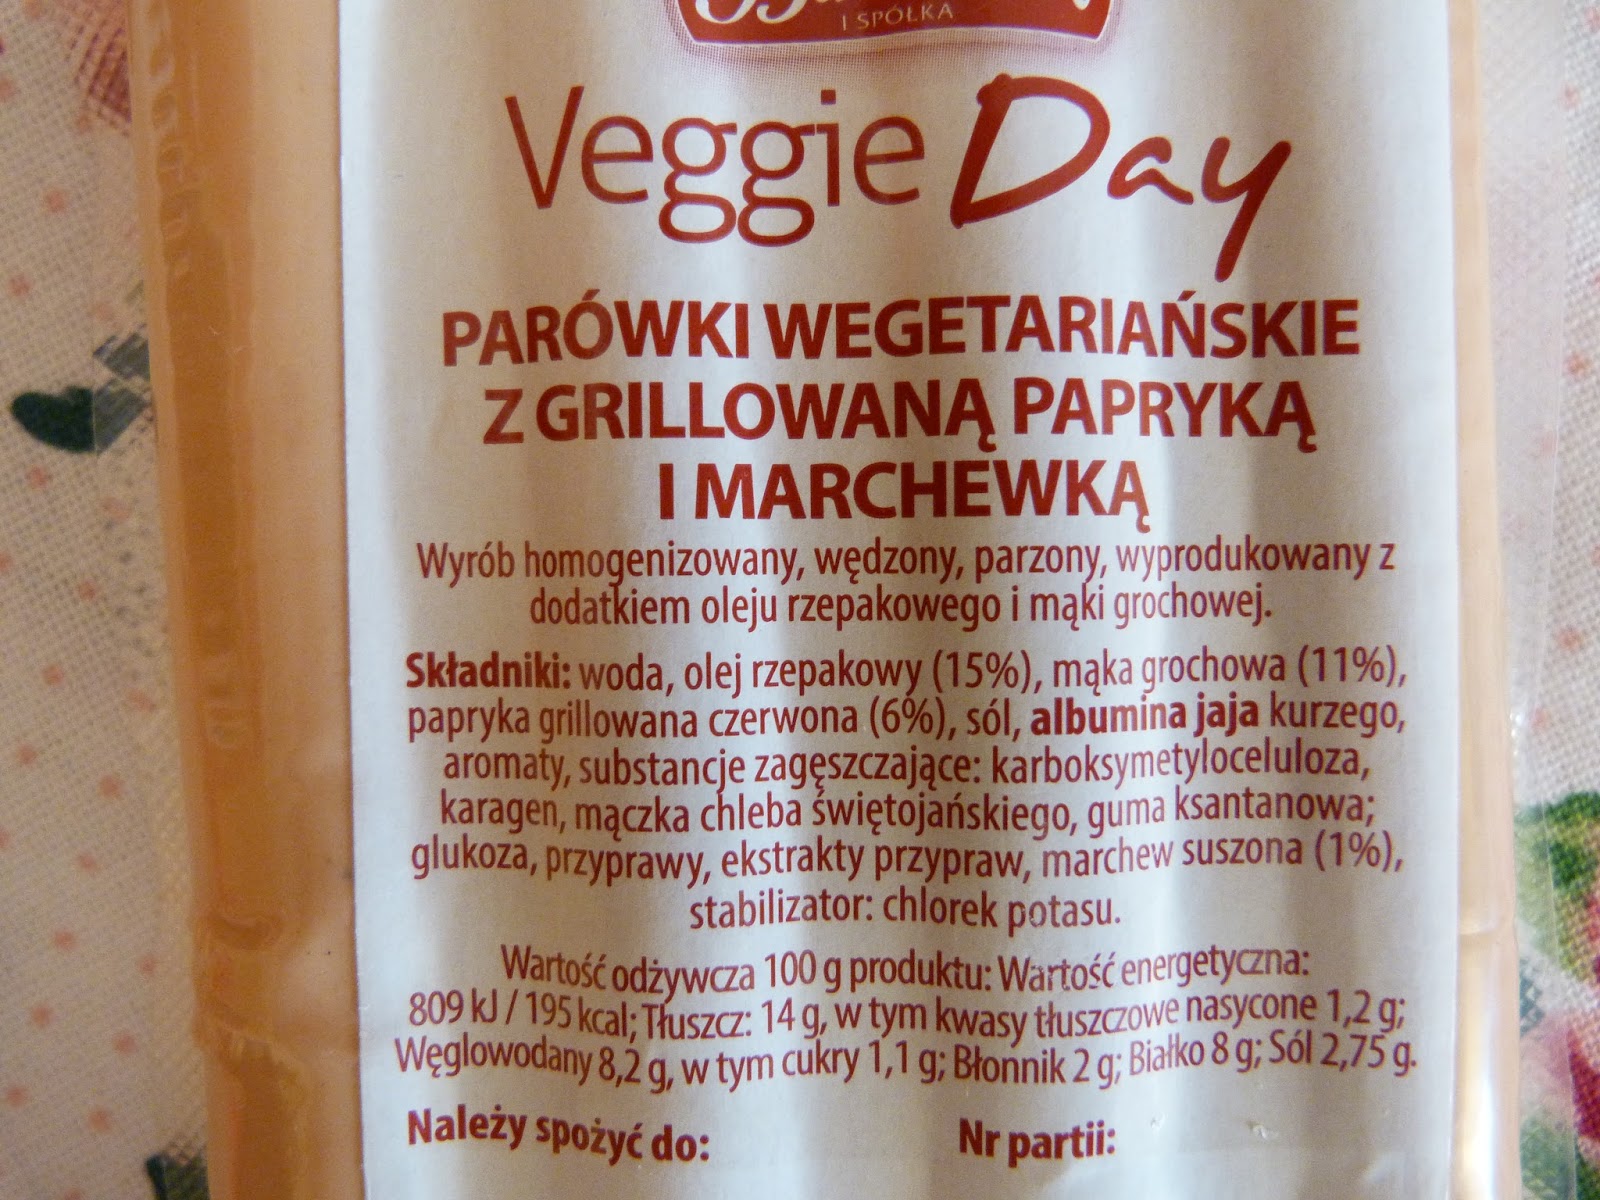 I SPÓŁKA
Veggie Day
PARÓWKI WEGETARIAŃSKIE
Z GRILLOWANĄ PAPRYKĄ
I MARCHEWKĄ
Wyrób homogenizowany, wędzony, parzony, wyprodukowany z
dodatkiem oleju rzepakowego i mąki grochowej.
Składniki: woda, olej rzepakowy (15%), mąka grochowa (11%),
papryka grillowana czerwona (6%), sól, albumina jaja kurzego,
aromaty, substancje zagęszczające: karboksymetyloceluloza,
karagen, mączka chleba świętojańskiego, guma ksantanowa;
glukoza, przyprawy, ekstrakty przypraw, marchew suszona (1%),
stabilizator: chlorek potasu.
Wartość odżywcza 100 g produktu: Wartość energetyczna:
809 kJ / 195 kcal; Tłuszcz: 14 g, w tym kwasy tłuszczowe nasycone 1,2 g;
Węglowodany 8,2 g, w tym cukry 1,1 g; Błonnik 2 g; Białko 8 g; Sól 2,75 g.
Należy spożyć do:
Nr partii: